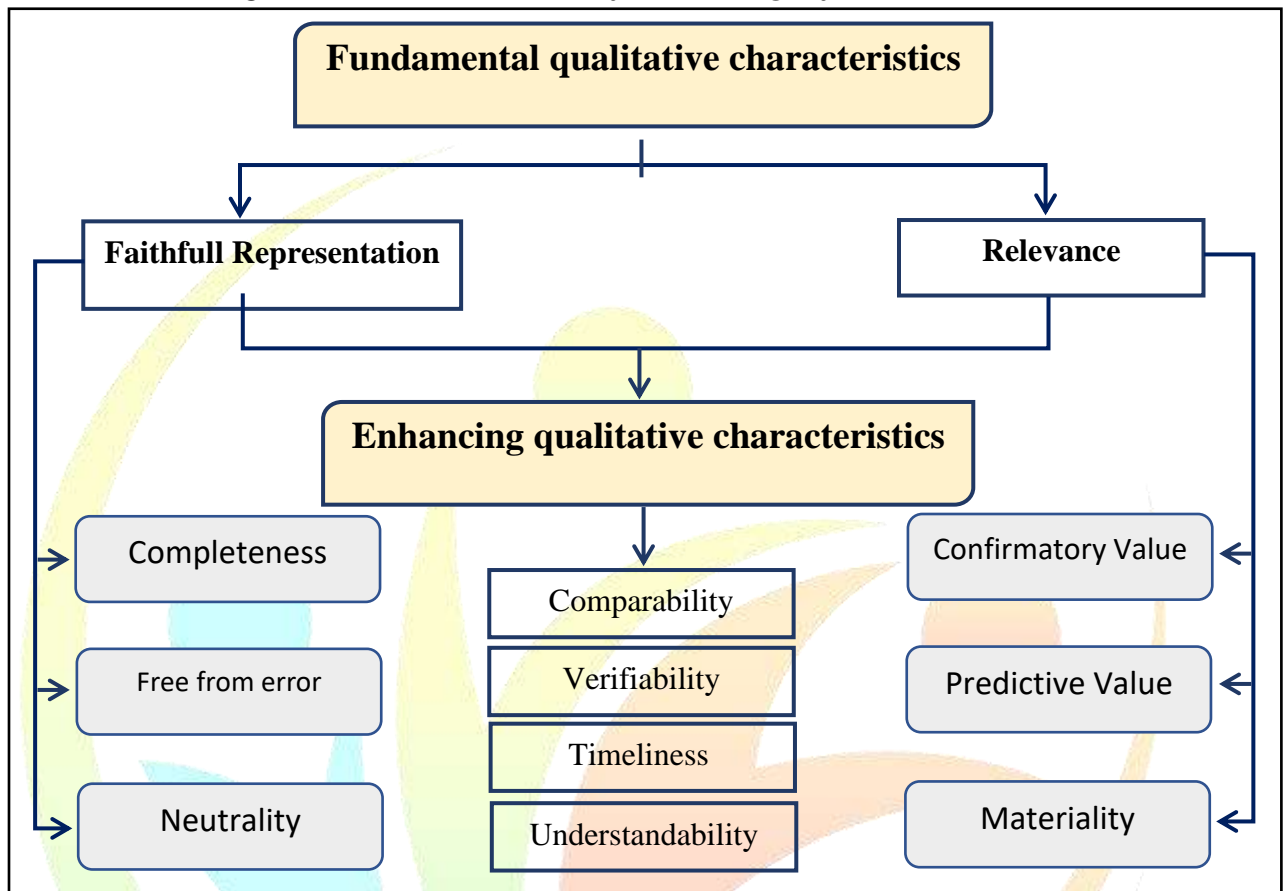 Fundamental qualitative characteristics
Faithfull Representation
Relevance
Enhancing qualitative characteristics
Completeness
Confirmatory Value
Comparability
Free from error
Verifiability
Predictive Value
Timeliness
Neutrality
Understandability
Materiality